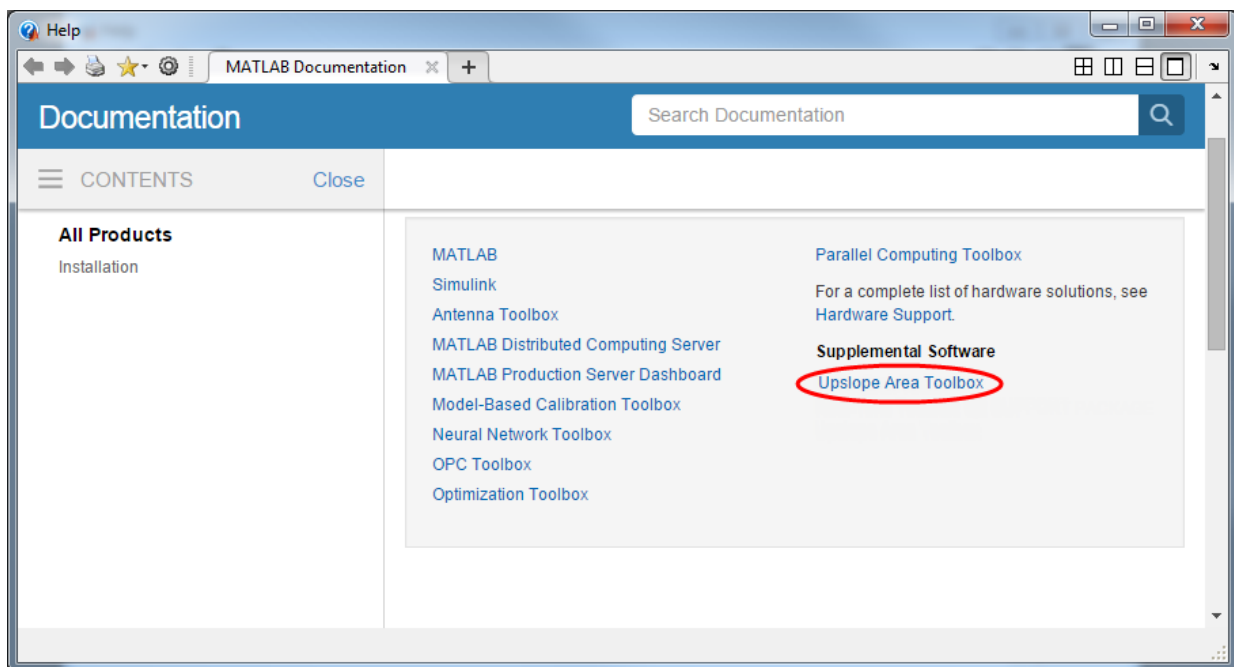 Help
MATLAB Documentation
Documentation
Search Documentation
CONTENTS
Close
All Products
Installation
MATLAB
Simulink
Antenna Toolbox
MATLAB Distributed Computing Server
MATLAB Production Server Dashboard
Model-Based Calibration Toolbox
Neural Network Toolbox
OPC Toolbox
Optimization Toolbox
Parallel Computing Toolbox
For a complete list of hardware solutions, see
Hardware Support.
Supplemental Software
Upslope Area Toolbox